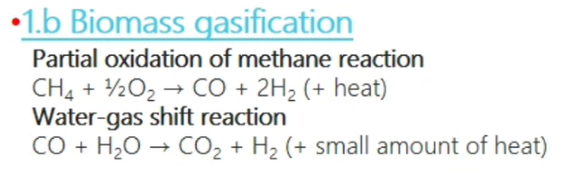 •1.b Biomass gasification
Partial oxidation of methane reaction
CH₄ + ½O₂ → CO + 2H₂ (+ heat)
Water-gas shift reaction
CO + H₂O → CO₂ + H₂ (+ small amount of heat)